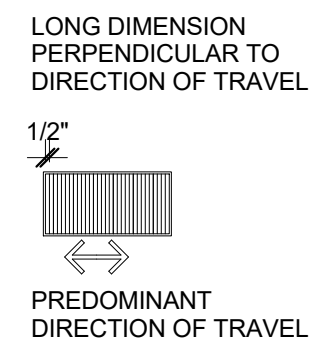 LONG DIMENSION
PERPENDICULAR TO
DIRECTION OF TRAVEL
1/2"
PREDOMINANT
DIRECTION OF TRAVEL